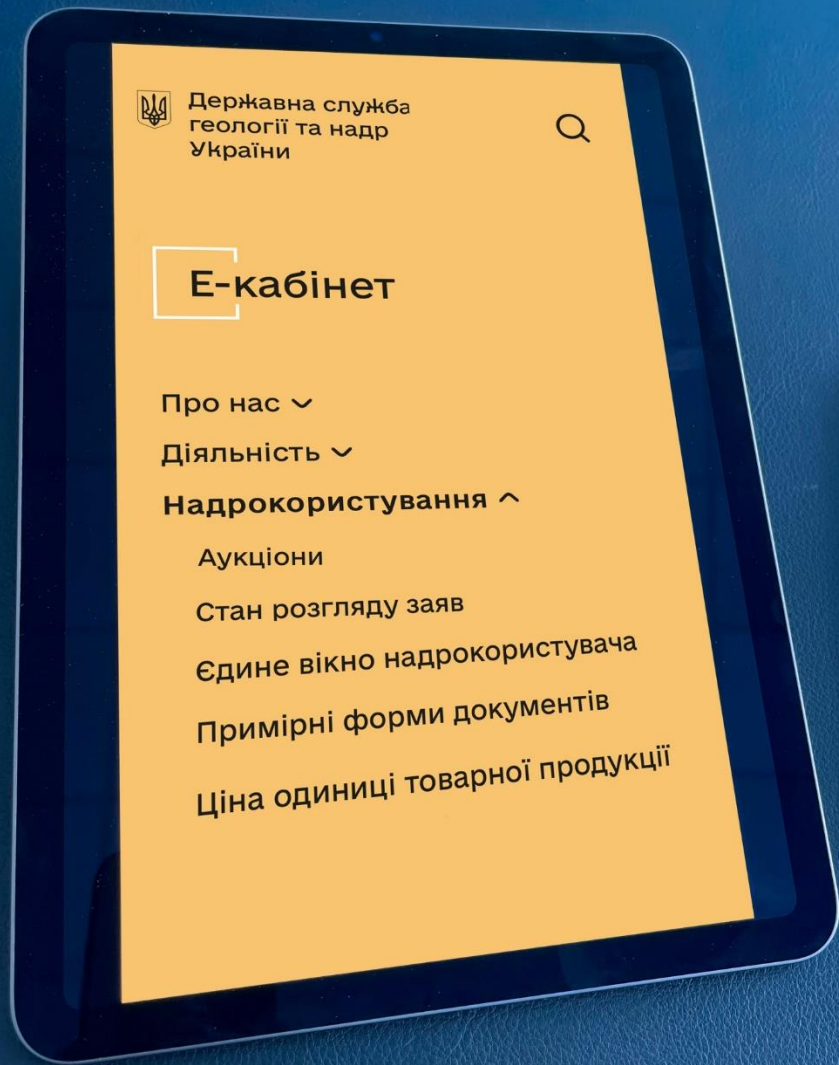 Державна служба
геології та надр
України
Е-кабінет
Про нас
Діяльність
Надрокористування
Аукціони
Стан розгляду заяв
Єдине вікно надрокористувача
Примірні форми документів
Ціна одиниці товарної продукції